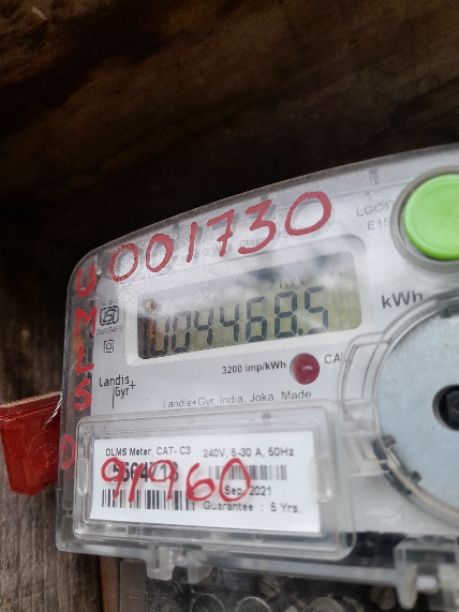 001730
004468.5
kWh
3200 imp/kWh
CAL
Landis
Gyr+
Landis+Gyr, India, Joka, Made
DLMS Meter, CAT- C3
240V, 5-30 A, 50Hz
91960
Sep 2021
Guarantee : 5 Yrs.